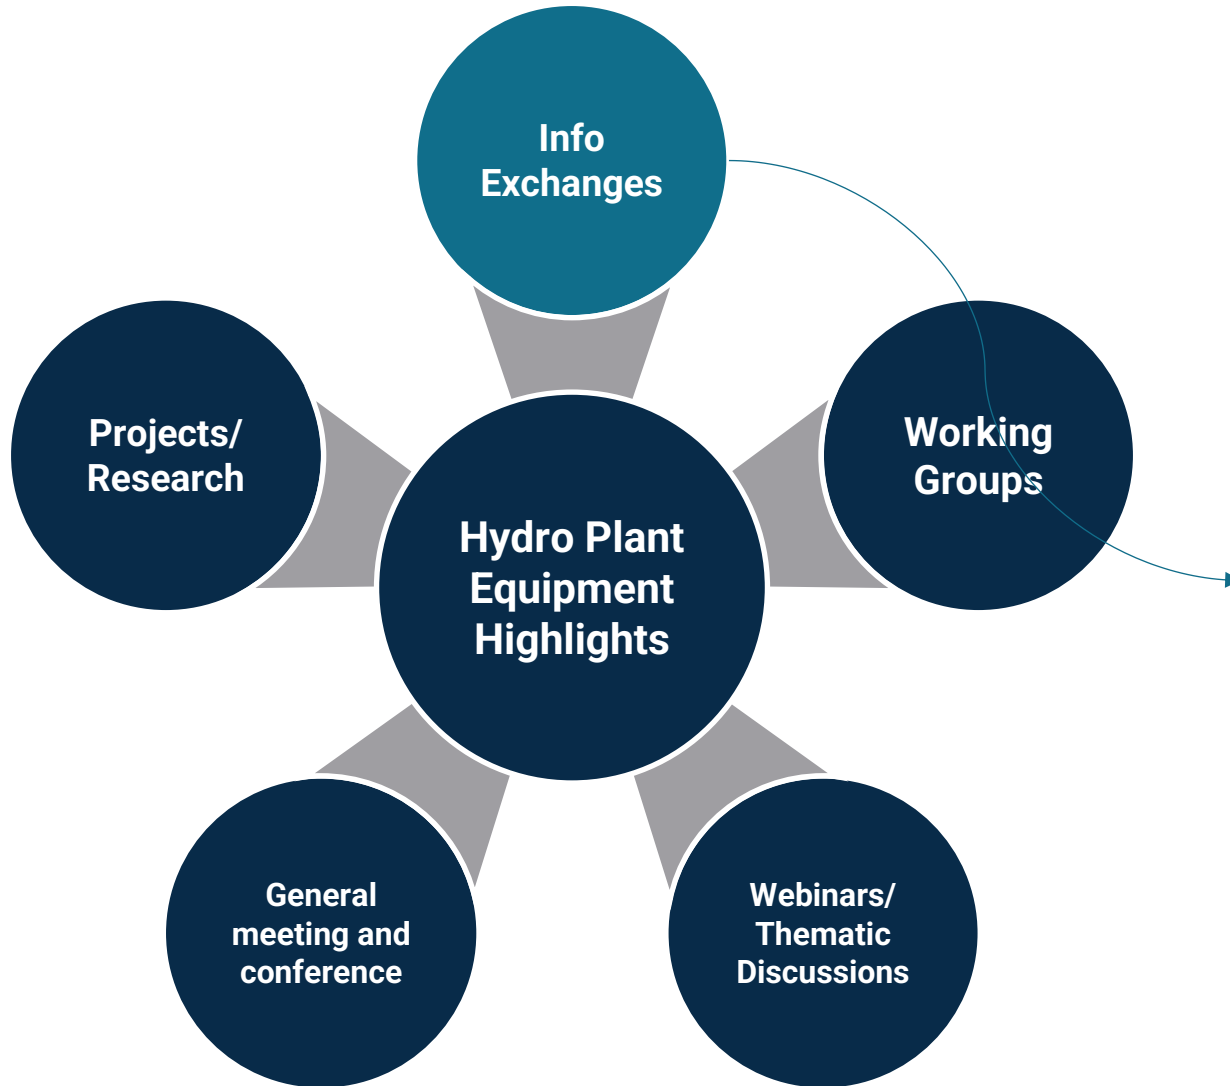 Info
Exchanges
Projects/
Research
Working
Groups
Hydro Plant
Equipment
Highlights
General
meeting and
conference
Webinars/
Thematic
Discussions